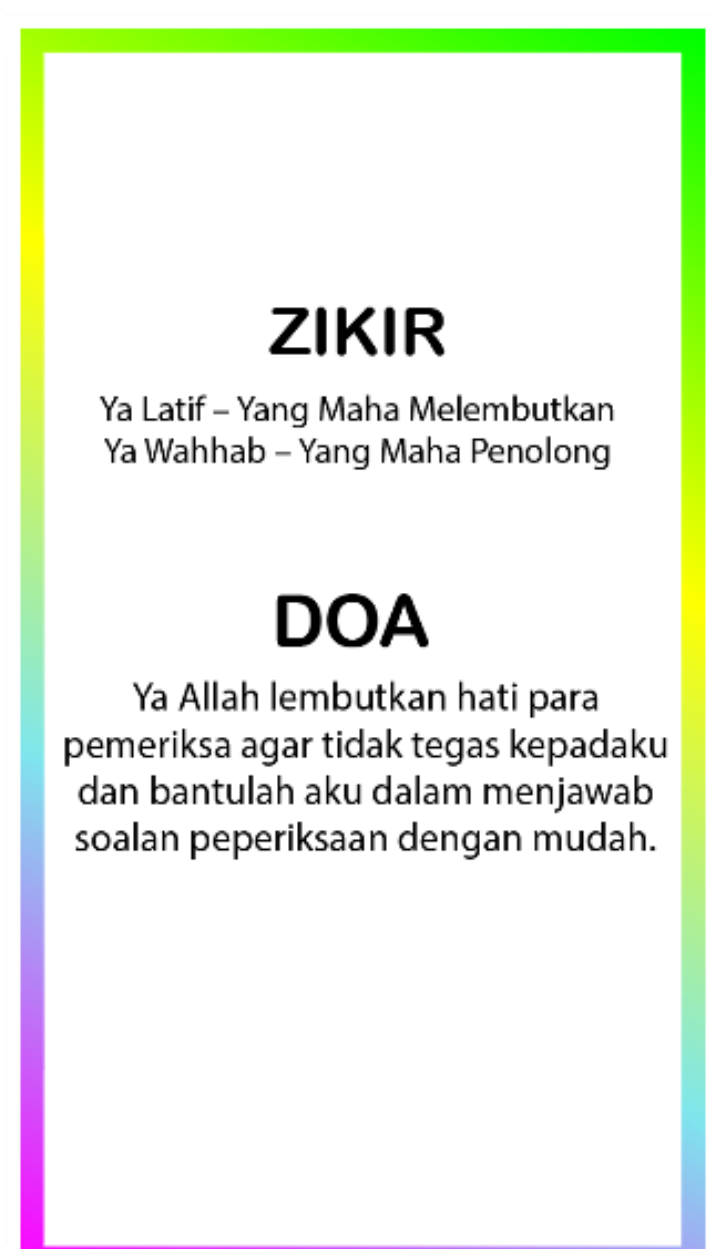 ZIKIR
Ya Latif – Yang Maha Melembutkan
Ya Wahhab – Yang Maha Penolong
DOA
Ya Allah lembutkan hati para
pemeriksa agar tidak tegas kepadaku
dan bantulah aku dalam menjawab
soalan peperiksaan dengan mudah.